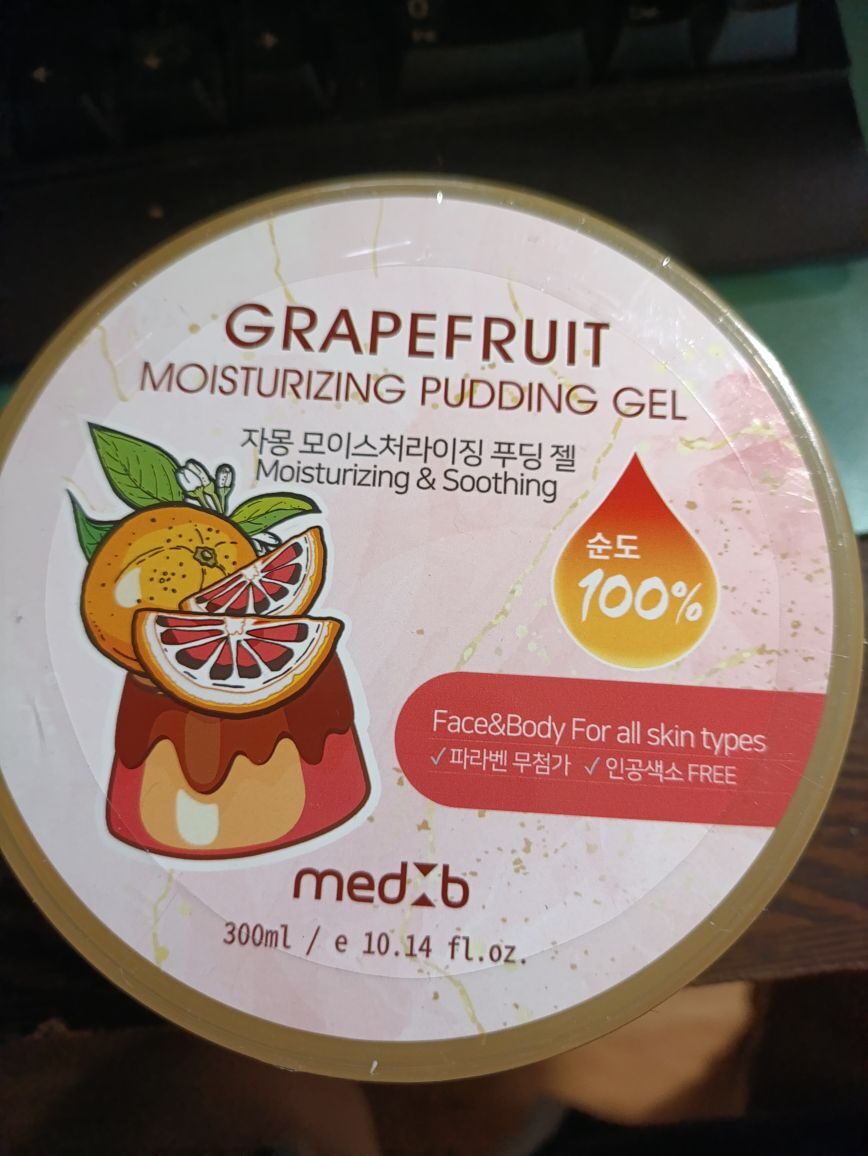 GRAPEFRUIT
MOISTURIZING PUDDING GEL
자몽 모이스처라이징 푸딩 젤
Moisturizing & Soothing
순도
100%
Face&Body For all skin types
✓ 파라벤 무첨가 ✓ 인공색소 FREE
med b
300ml / e 10.14 fl.oz.